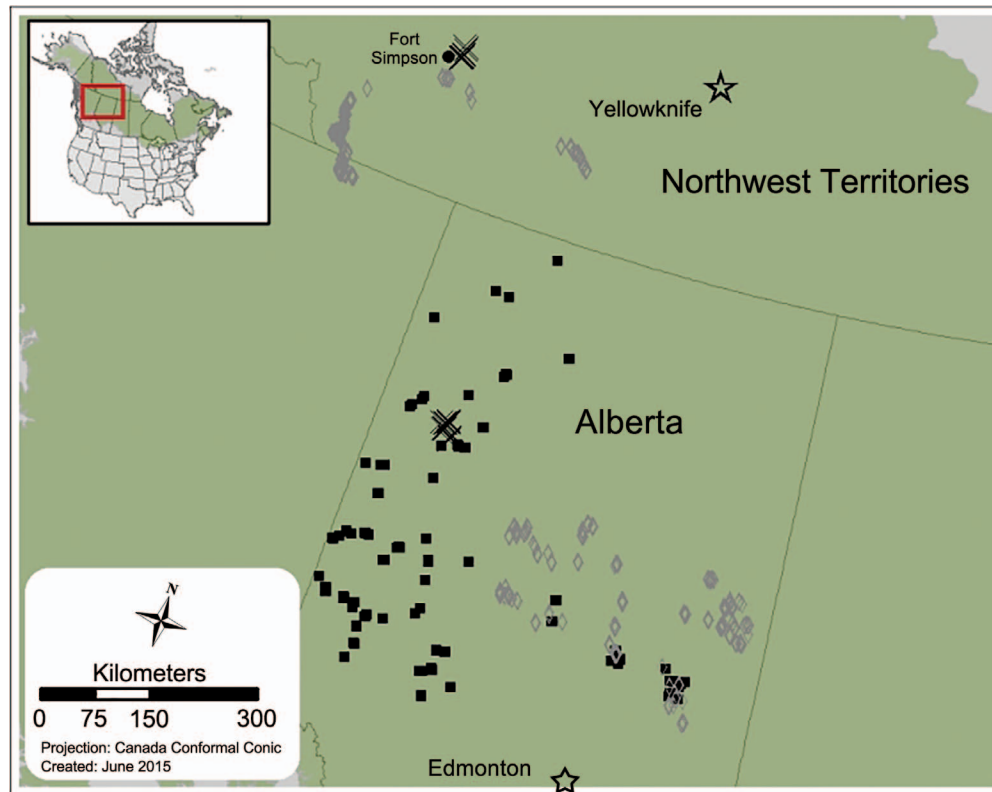 Fort
Simpson
Yellowknife
Northwest Territories
Alberta
N
Kilometers
0 75 150 300
Projection: Canada Conformal Conic
Created: June 2015
Edmonton